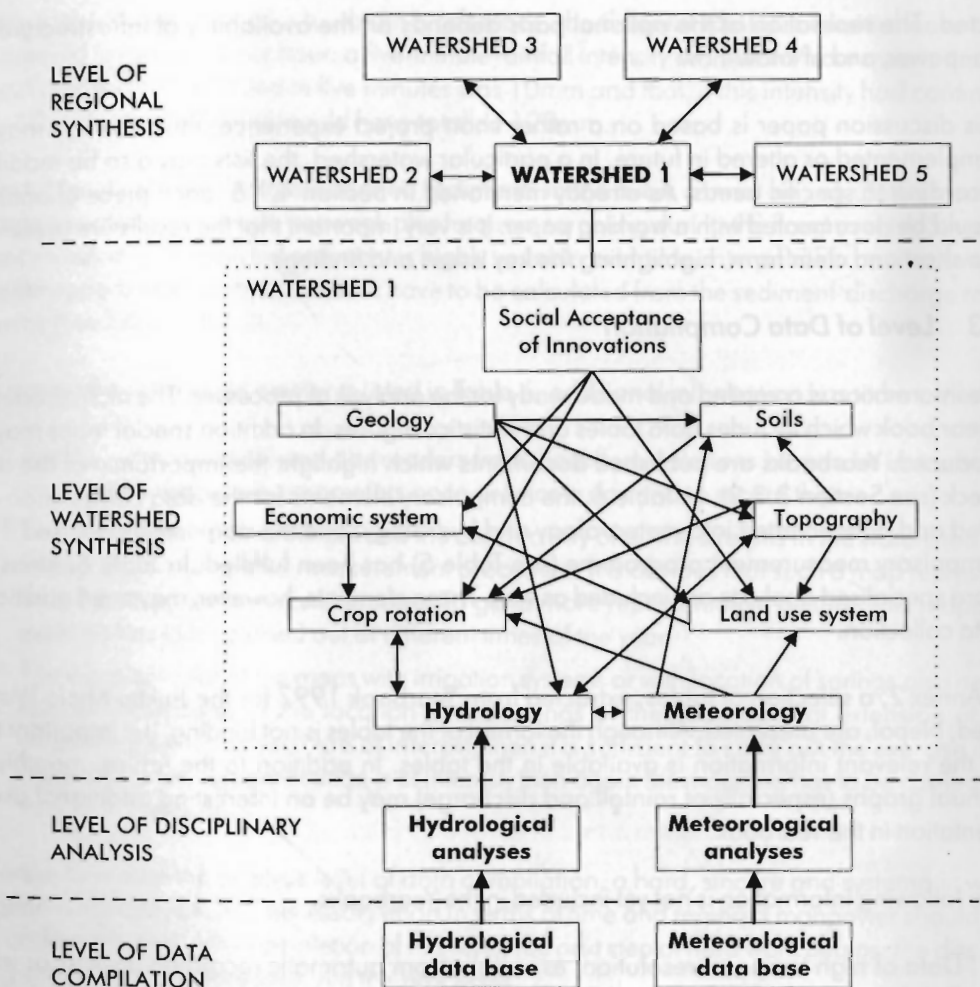 WATERSHED 3
WATERSHED 4
LEVEL OF
REGIONAL
SYNTHESIS
WATERSHED 2
WATERSHED 1
WATERSHED 5
WATERSHED
Social Acceptance
of Innovations
Geology
Soils
LEVEL OF
WATERSHED
SYNTHESIS
Economic system
Topography
Crop rotation
Land use system
Hydrology
Meteorology
LEVEL OF DISCIPLINARY
ANALYSIS
Hydrological
analyses
Meteorological
analyses
LEVEL OF DATA
COMPILATION
Hydrological
data base
Meteorological
data base